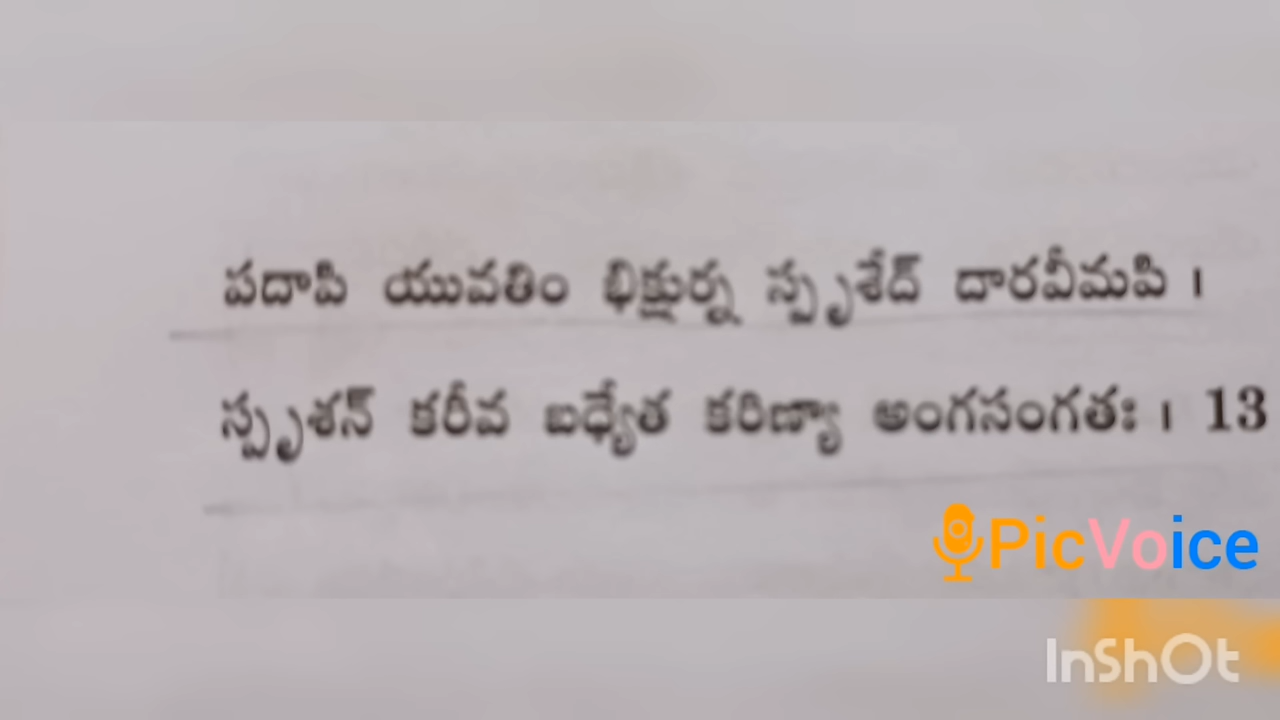 పదాపి యువతిం భిక్షుర్న స్పృశేద్ దారవీమపి ।
స్పృశన్ కరీవ బధ్యేత కరిణ్యా అంగసంగతః । 13
PicVoice
InShOt